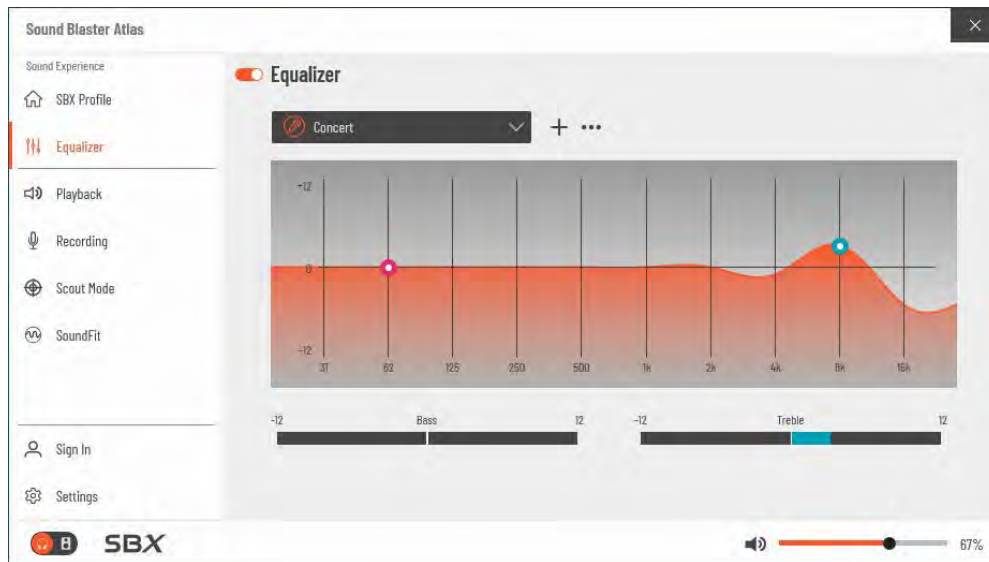 Sound Blaster Atlas
Sound Experience
SBX Profile
Equalizer
Playback
Recording
Scout Mode
SoundFit
Sign In
Settings
Equalizer
Concert
+12
0
-12
31 62 125 250 500 1k 2k 4k 8k 16k
-12 Bass 12
-12 Treble 12
SBX
67%